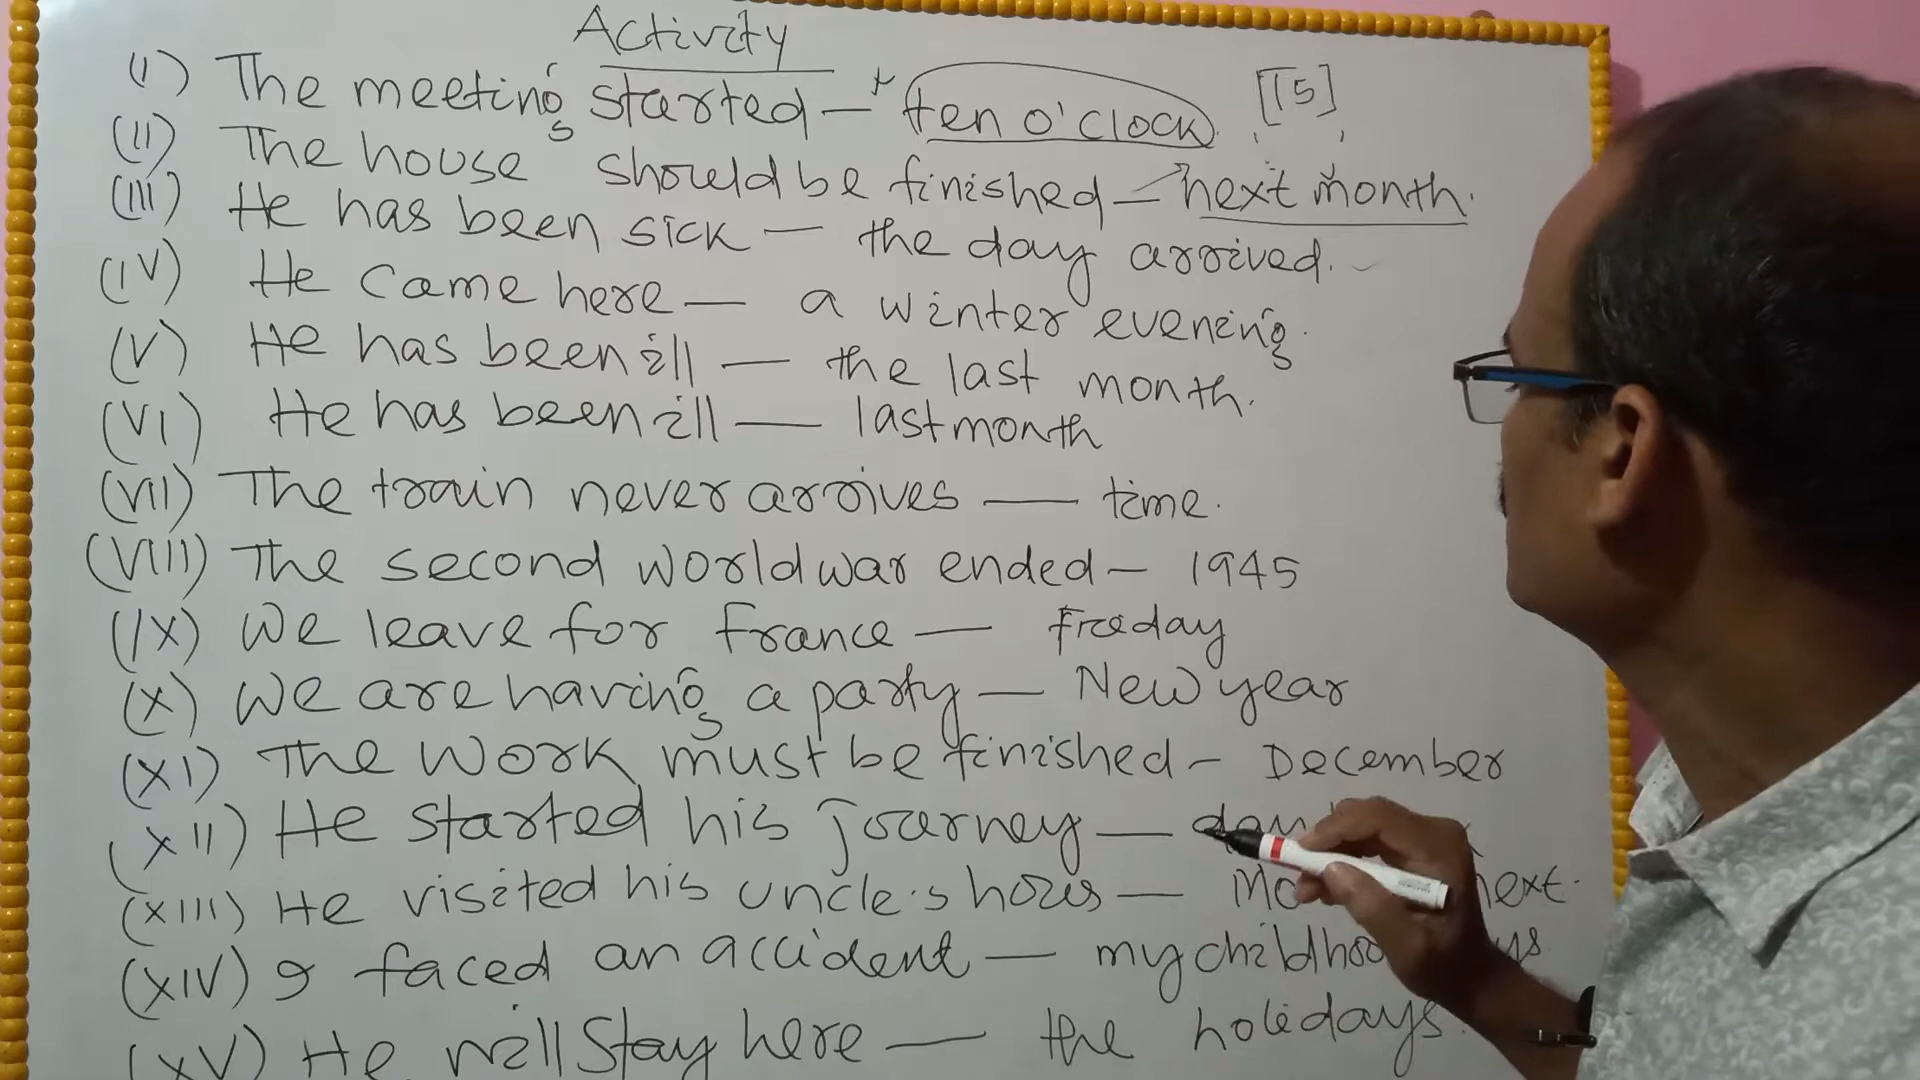 Activity
(I) The meeting started — ten o'clock. [15]
(II) The house should be finished — next month.
(III) He has been sick — the day arrived.
(IV) He came here — a winter evening.
(V) He has been ill — the last month.
(VI) He has been ill — last month
(VII) The train never arrives — time.
(VIII) The second world war ended — 1945
(IX) We leave for France —
(X) We are having a party — New year
(XI) The work must be finished — December
(XII) He started his journey —
(XIII) He visited his uncle's — next.
(XIV) I faced an accident — my
(XV) He will stay here — the holidays.